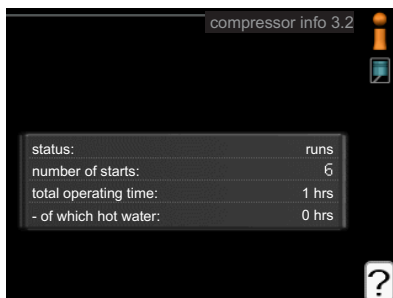 compressor info 3.2
status: runs
number of starts: 6
total operating time: 1 hrs
- of which hot water: 0 hrs
?